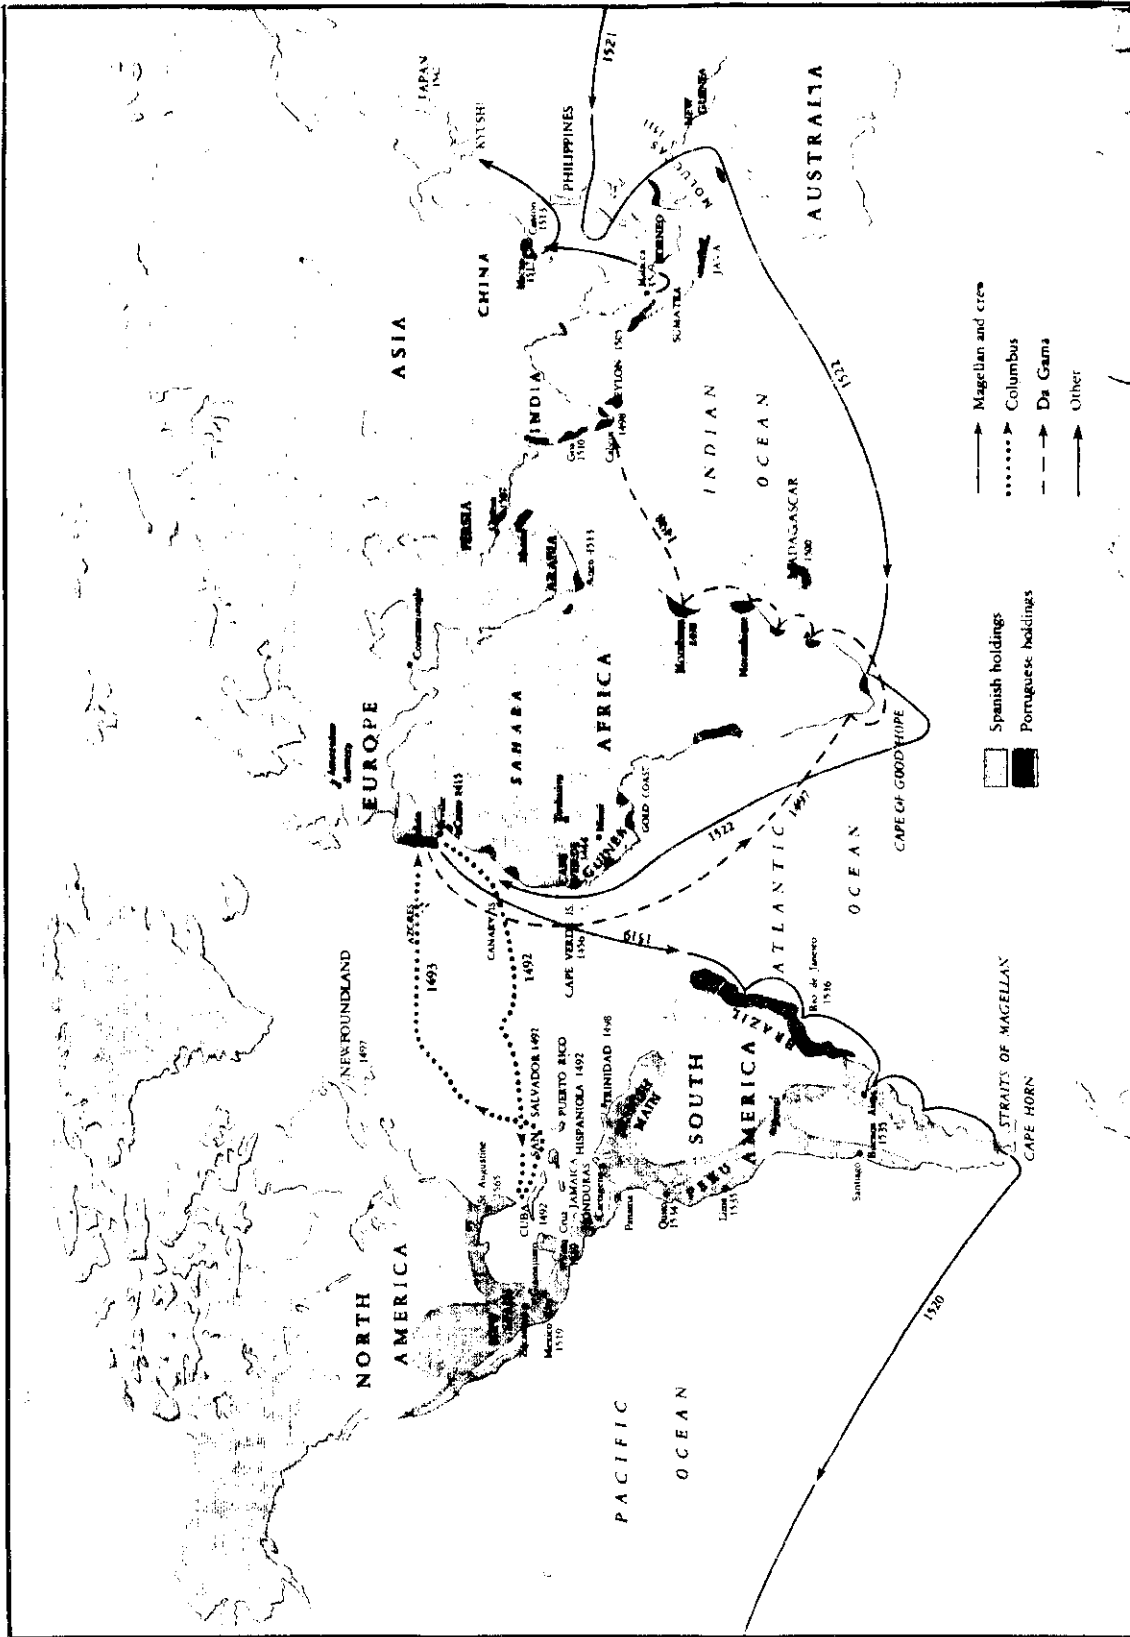 NORTH
AMERICA
NEWFOUNDLAND
1497
St. Augustine
1565
CUBA
1492
SAN SALVADOR 1492
PUERTO RICO
HISPANIOLA 1492
JAMAICA
HONDURAS
TRINIDAD 1498
Mexico
1519
Cartagena
Panama
MAIN
SOUTH
AMERICA
PERU
BRAZIL
Lima
1535
Santiago
Buenos Aires
1535
Rio de Janeiro
1516
STRAITS OF MAGELLAN
CAPE HORN
PACIFIC
OCEAN
1520
1493
1492
AZORES
CANARY IS.
CAPE VERDE IS.
1456
1519
ATLANTIC
OCEAN
1522
1497
EUROPE
Constantinople
SAHARA
AFRICA
GUINEA
GOLD COAST
CAPE OF GOOD HOPE
Mozambique
MADAGASCAR
1500
PERSIA
ARABIA
ASIA
CHINA
INDIA
Goa
1510
1498
CEYLON 1505
INDIAN
OCEAN
1522
Canton
1513
JAPAN
KYUSHU
PHILIPPINES
1521
Malacca
BORNEO
SUMATRA
JAVA
NEW
GUINEA
AUSTRALIA
Spanish holdings
Portuguese holdings
Magellan and crew
Columbus
Da Gama
Other